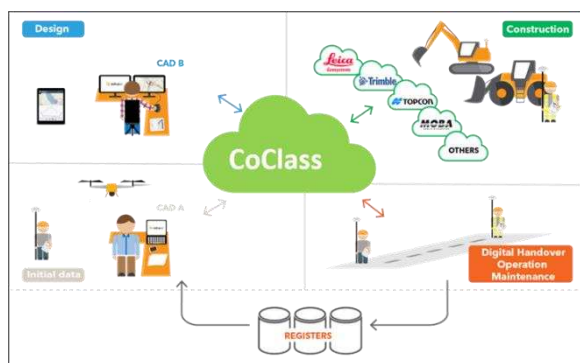 Design
Construction
CAD B
Leica
Geosystems
Trimble
TOPCON
MOBA
OTHERS
CoClass
CAD A
Initial data
Digital Handover
Operation
Maintenance
REGISTERS